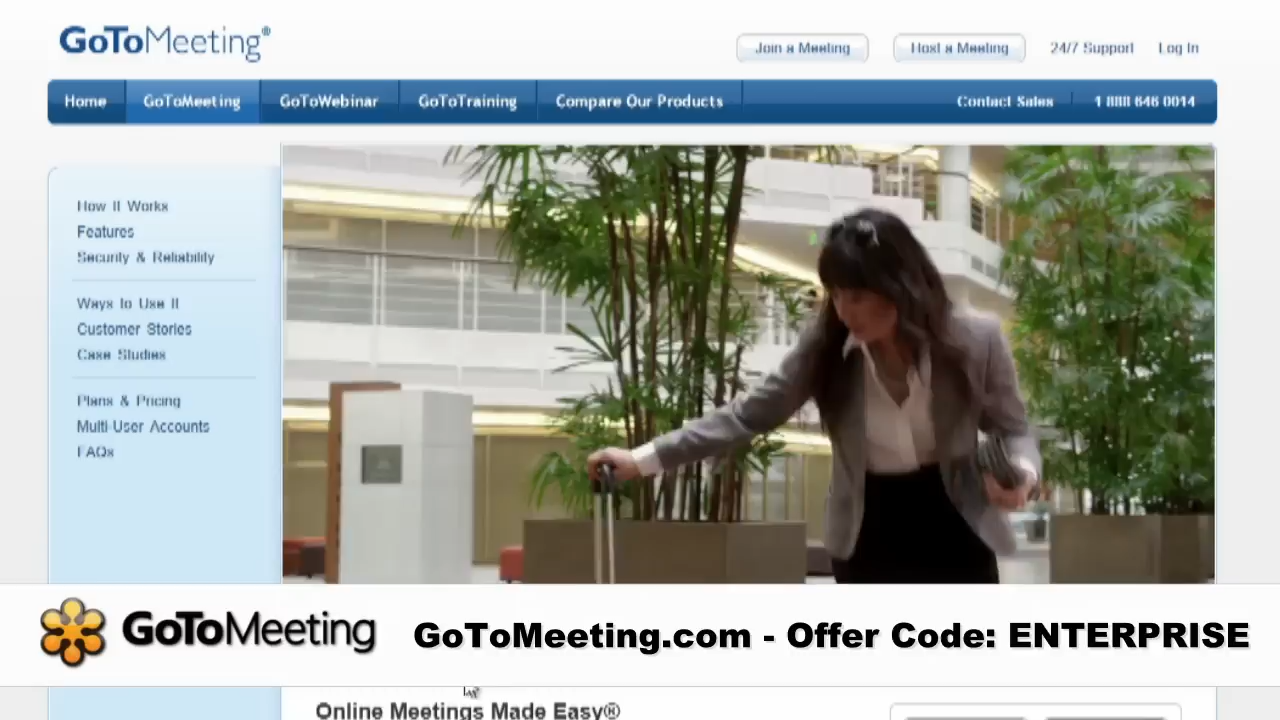 GoToMeeting®
Join a Meeting
Host a Meeting
24/7 Support
Log In
Home
GoToMeeting
GoToWebinar
GoToTraining
Compare Our Products
Contact Sales
1 888 646 0014
How It Works
Features
Security & Reliability
Ways to Use It
Customer Stories
Case Studies
Plans & Pricing
Multi-User Accounts
FAQs
GoToMeeting
GoToMeeting.com - Offer Code: ENTERPRISE
Online Meetings Made Easy®